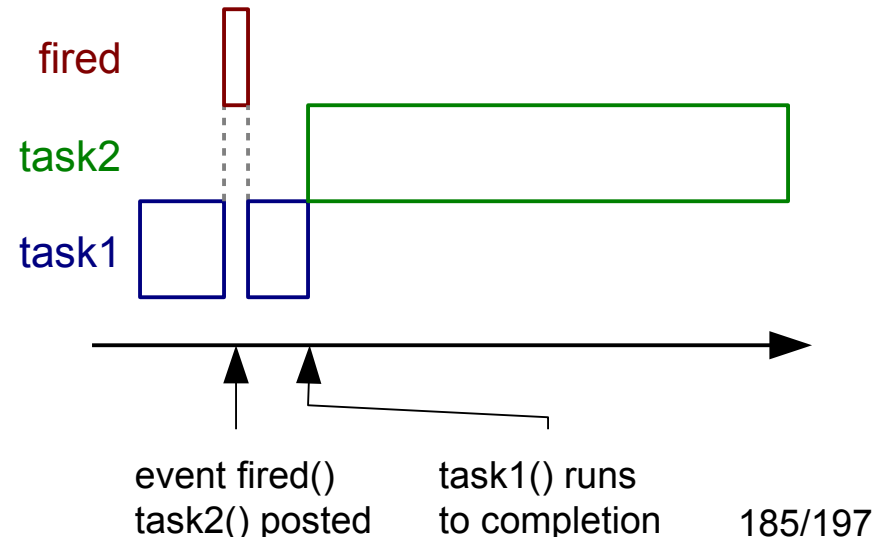 fired
task2
task1
event fired()
task2() posted
task1() runs
to completion
185/197